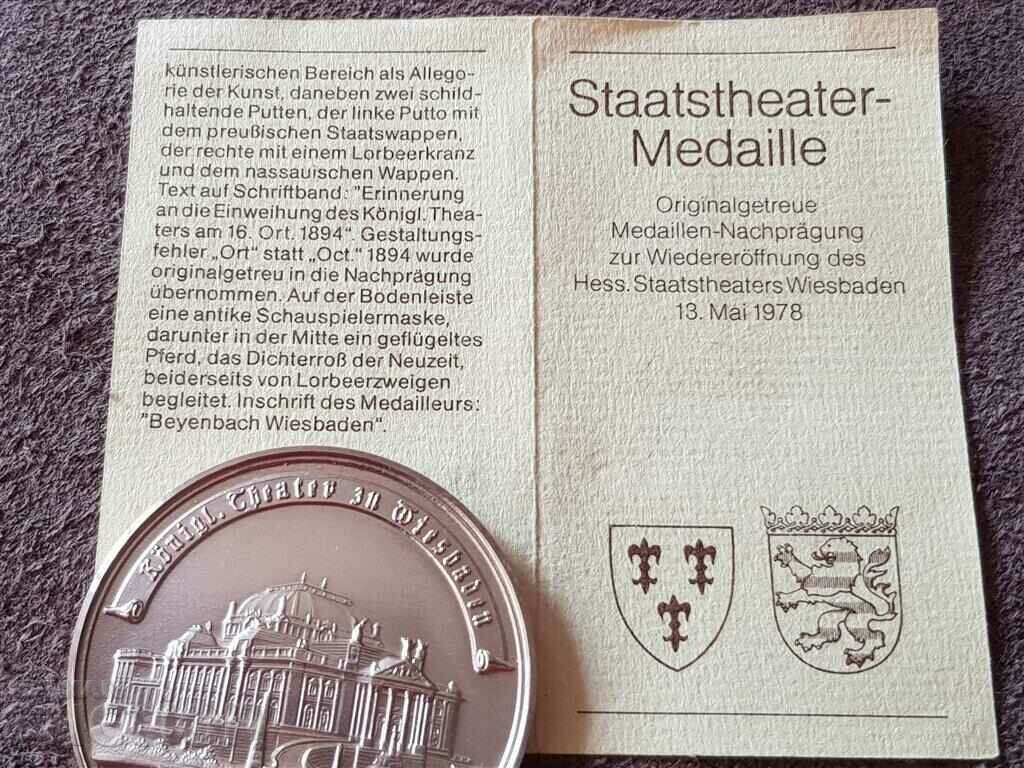 künstlerischen Bereich als Allego-
rie der Kunst, daneben zwei schild-
haltende Putten, der linke Putto mit
dem preußischen Staatswappen,
der rechte mit einem Lorbeerkranz
und dem nassauischen Wappen.
Text auf Schriftband: "Erinnerung
an die Einweihung des Königl. Thea-
ters am 16. Ort. 1894". Gestaltungs-
fehler „Ort" statt „Oct." 1894 wurde
originalgetreu in die Nachprägung
übernommen. Auf der Bodenleiste
eine antike Schauspielermaske,
darunter in der Mitte ein geflügeltes
Pferd, das Dichterroß der Neuzeit,
beiderseits von Lorbeerzweigen
begleitet. Inschrift des Medailleurs:
"Beyenbach Wiesbaden".
Staatstheater-
Medaille
Originalgetreue
Medaillen-Nachprägung
zur Wiedereröffnung des
Hess. Staatstheaters Wiesbaden
13. Mai 1978
Königl. Theater zu Wiesbaden